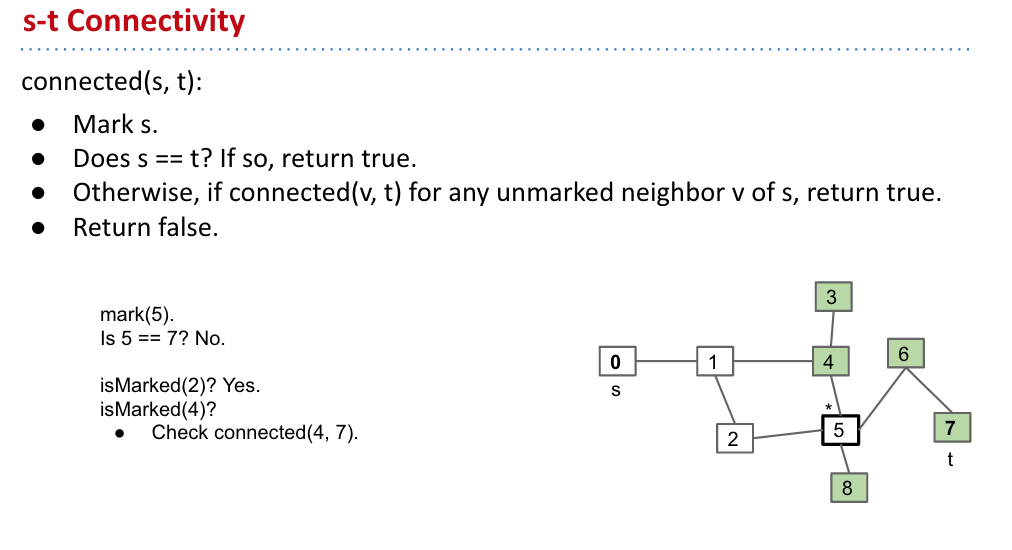 s-t Connectivity
connected(s, t):
● Mark s.
● Does s == t? If so, return true.
● Otherwise, if connected(v, t) for any unmarked neighbor v of s, return true.
● Return false.
mark(5).
Is 5 == 7? No.
isMarked(2)? Yes.
isMarked(4)?
● Check connected(4, 7).
3
0
1
4
6
s
*
2
5
7
t
8